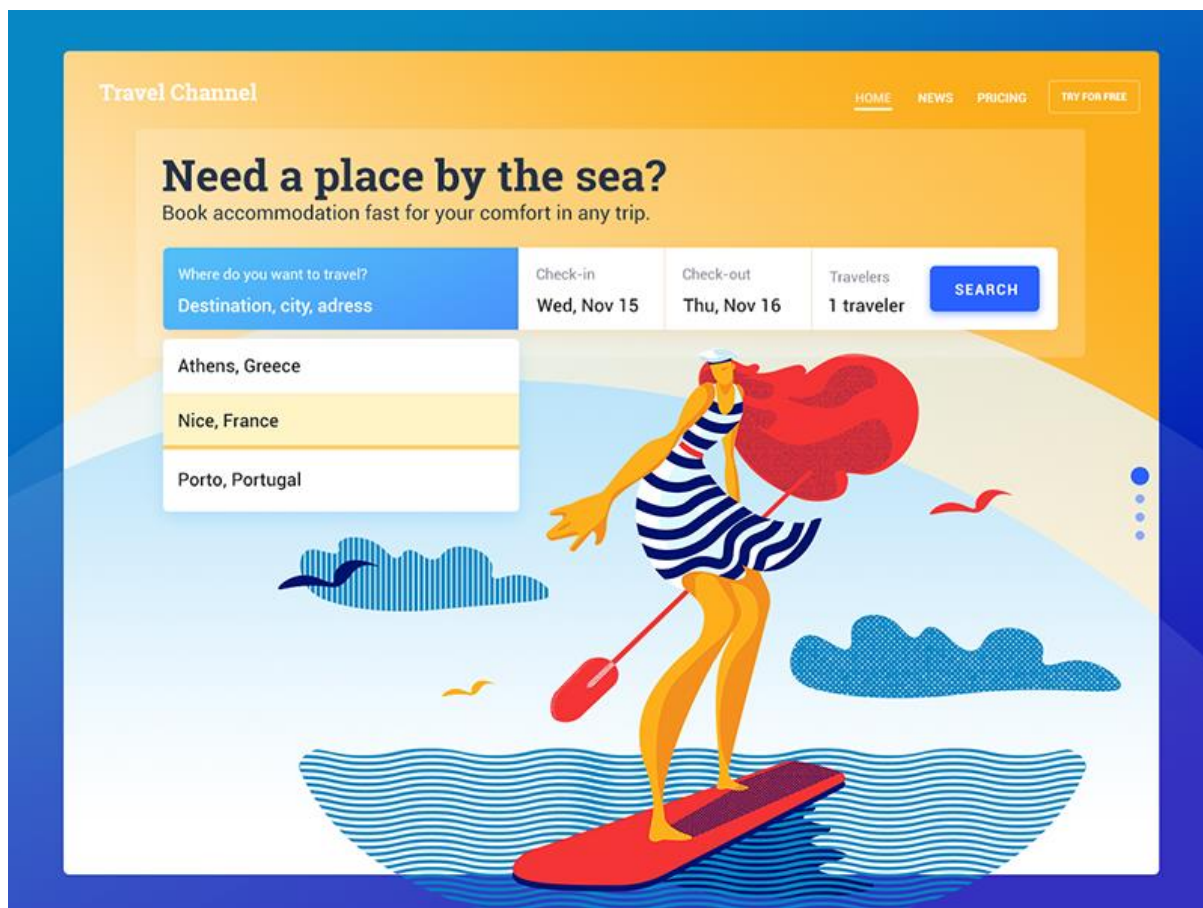 Travel Channel
HOME NEWS PRICING TRY FOR FREE
Need a place by the sea?
Book accommodation fast for your comfort in any trip.
Where do you want to travel?
Destination, city, adress
Check-in
Wed, Nov 15
Check-out
Thu, Nov 16
Travelers
1 traveler
SEARCH
Athens, Greece
Nice, France
Porto, Portugal